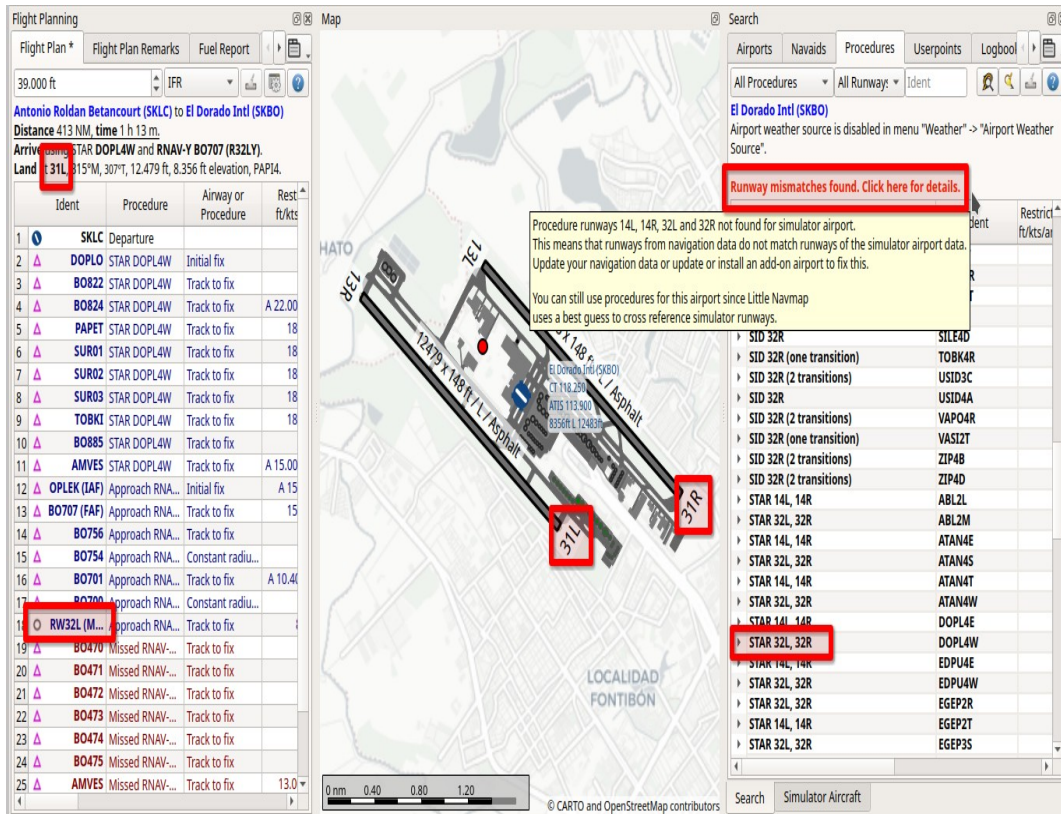 Flight Planning
Flight Plan * Flight Plan Remarks Fuel Report
39.000 ft IFR
Antonio Roldan Betancourt (SKLC) to El Dorado Intl (SKBO)
Distance 413 NM, time 1 h 13 m.
Arrive using STAR DOPL4W and RNAV-Y BO707 (R32LY).
Land at 31L, 315°M, 307°T, 12.479 ft, 8.356 ft elevation, PAPI4.
Ident Procedure Airway or Procedure Rest ft/kts
1 SKLC Departure
2 DOPLO STAR DOPL4W Initial fix
3 BO822 STAR DOPL4W Track to fix
4 BO824 STAR DOPL4W Track to fix A 22.00
5 PAPET STAR DOPL4W Track to fix 18
6 SUR01 STAR DOPL4W Track to fix 18
7 SUR02 STAR DOPL4W Track to fix 18
8 SUR03 STAR DOPL4W Track to fix 18
9 TOBKI STAR DOPL4W Track to fix 18
10 BO885 STAR DOPL4W Track to fix
11 AMVES STAR DOPL4W Track to fix A 15.00
12 OPLEK (IAF) Approach RNA... Initial fix A 15
13 BO707 (FAF) Approach RNA... Track to fix 15
14 BO756 Approach RNA... Track to fix
15 BO754 Approach RNA... Constant radiu...
16 BO701 Approach RNA... Track to fix A 10.40
17 BO700 Approach RNA... Constant radiu...
18 RW32L (M... Approach RNA... Track to fix
19 BO470 Missed RNAV-... Track to fix
20 BO471 Missed RNAV-... Track to fix
21 BO472 Missed RNAV-... Track to fix
22 BO473 Missed RNAV-... Track to fix
23 BO474 Missed RNAV-... Track to fix
24 BO475 Missed RNAV-... Track to fix
25 AMVES Missed RNAV-... Track to fix 13.0
Map
HATO
13L
13R
12479 x 148 ft / L / Asphalt
x 148 ft / L / Asphalt
El Dorado Intl (SKBO)
CT 118.250
ATIS 113.900
8356ft L 12483ft
31R
31L
LOCALIDAD
FONTIBÓN
0 nm 0.40 0.80 1.20
© CARTO and OpenStreetMap contributors
Search
Airports Navaids Procedures Userpoints Logbook
All Procedures All Runways Ident
El Dorado Intl (SKBO)
Airport weather source is disabled in menu "Weather" -> "Airport Weather
Source".
Runway mismatches found. Click here for details.
Procedure runways 14L, 14R, 32L and 32R not found for simulator airport.
This means that runways from navigation data do not match runways of the simulator airport data.
Update your navigation data or update or install an add-on airport to fix this.
You can still use procedures for this airport since Little Navmap
uses a best guess to cross reference simulator runways.
dent Restrict ft/kts/an
SID 32R SILE4D
SID 32R (one transition) TOBK4R
SID 32R (2 transitions) USID3C
SID 32R USID4A
SID 32R (2 transitions) VAPO4R
SID 32R (one transition) VASI2T
SID 32R (2 transitions) ZIP4B
SID 32R (2 transitions) ZIP4D
STAR 14L, 14R ABL2L
STAR 32L, 32R ABL2M
STAR 14L, 14R ATAN4E
STAR 32L, 32R ATAN4S
STAR 14L, 14R ATAN4T
STAR 32L, 32R ATAN4W
STAR 14L, 14R DOPL4E
STAR 32L, 32R DOPL4W
STAR 14L, 14R EDPU4E
STAR 32L, 32R EDPU4W
STAR 32L, 32R EGEP2R
STAR 14L, 14R EGEP2T
STAR 32L, 32R EGEP3S
Search Simulator Aircraft